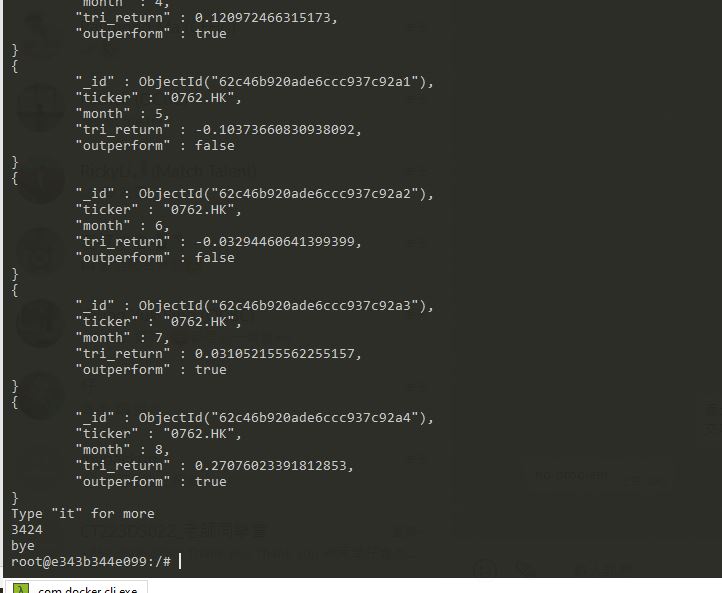 "month" : 4,
"tri_return" : 0.120972466315173,
"outperform" : true
}
{
"_id" : ObjectId("62c46b920ade6ccc937c92a1"),
"ticker" : "0762.HK",
"month" : 5,
"tri_return" : -0.10373660830938092,
"outperform" : false
}
{
"_id" : ObjectId("62c46b920ade6ccc937c92a2"),
"ticker" : "0762.HK",
"month" : 6,
"tri_return" : -0.03294460641399399,
"outperform" : false
}
{
"_id" : ObjectId("62c46b920ade6ccc937c92a3"),
"ticker" : "0762.HK",
"month" : 7,
"tri_return" : 0.031052155562255157,
"outperform" : true
}
{
"_id" : ObjectId("62c46b920ade6ccc937c92a4"),
"ticker" : "0762.HK",
"month" : 8,
"tri_return" : 0.27076023391812853,
"outperform" : true
}
no problem
Type "it" for more
3424
bye
root@e343b344e099:/#
com.docker.cli.exe